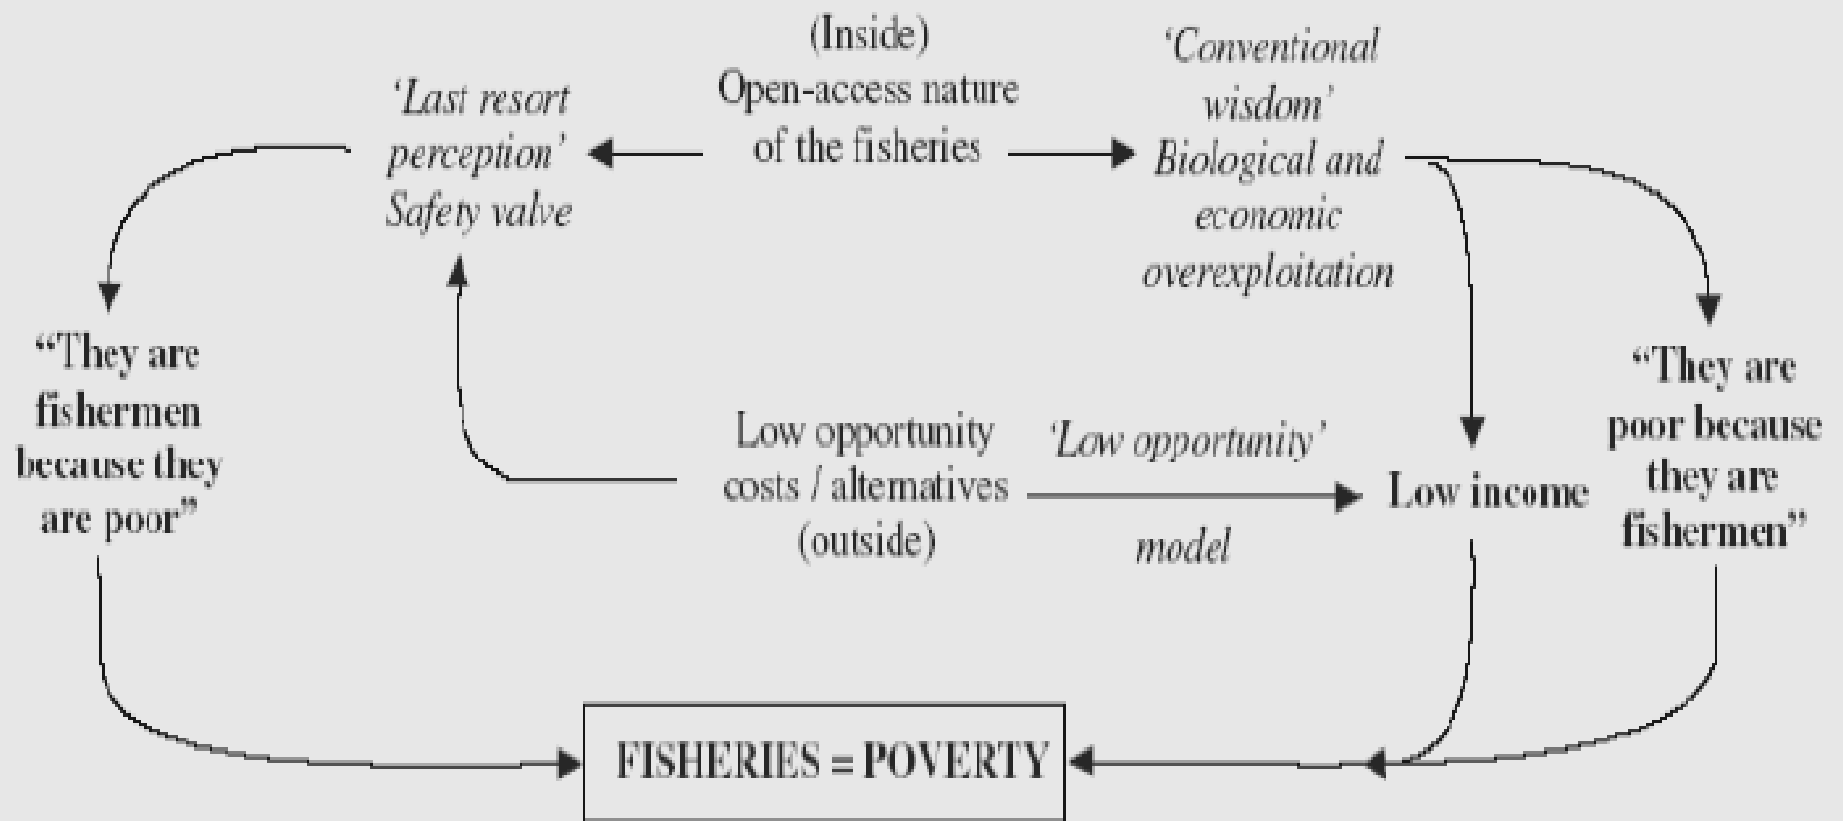 (Inside)
Open-access nature
of the fisheries
‘Last resort
perception’
Safety valve
‘Conventional
wisdom’
Biological and
economic
overexploitation
“They are
fishermen
because they
are poor”
Low opportunity
costs / alternatives
(outside)
‘Low opportunity’
model
Low income
“They are
poor because
they are
fishermen”
FISHERIES = POVERTY